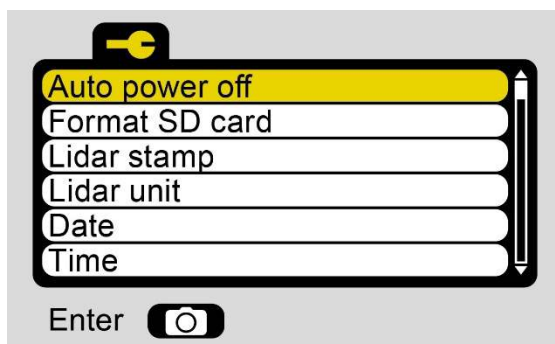 Auto power off
Format SD card
Lidar stamp
Lidar unit
Date
Time
Enter